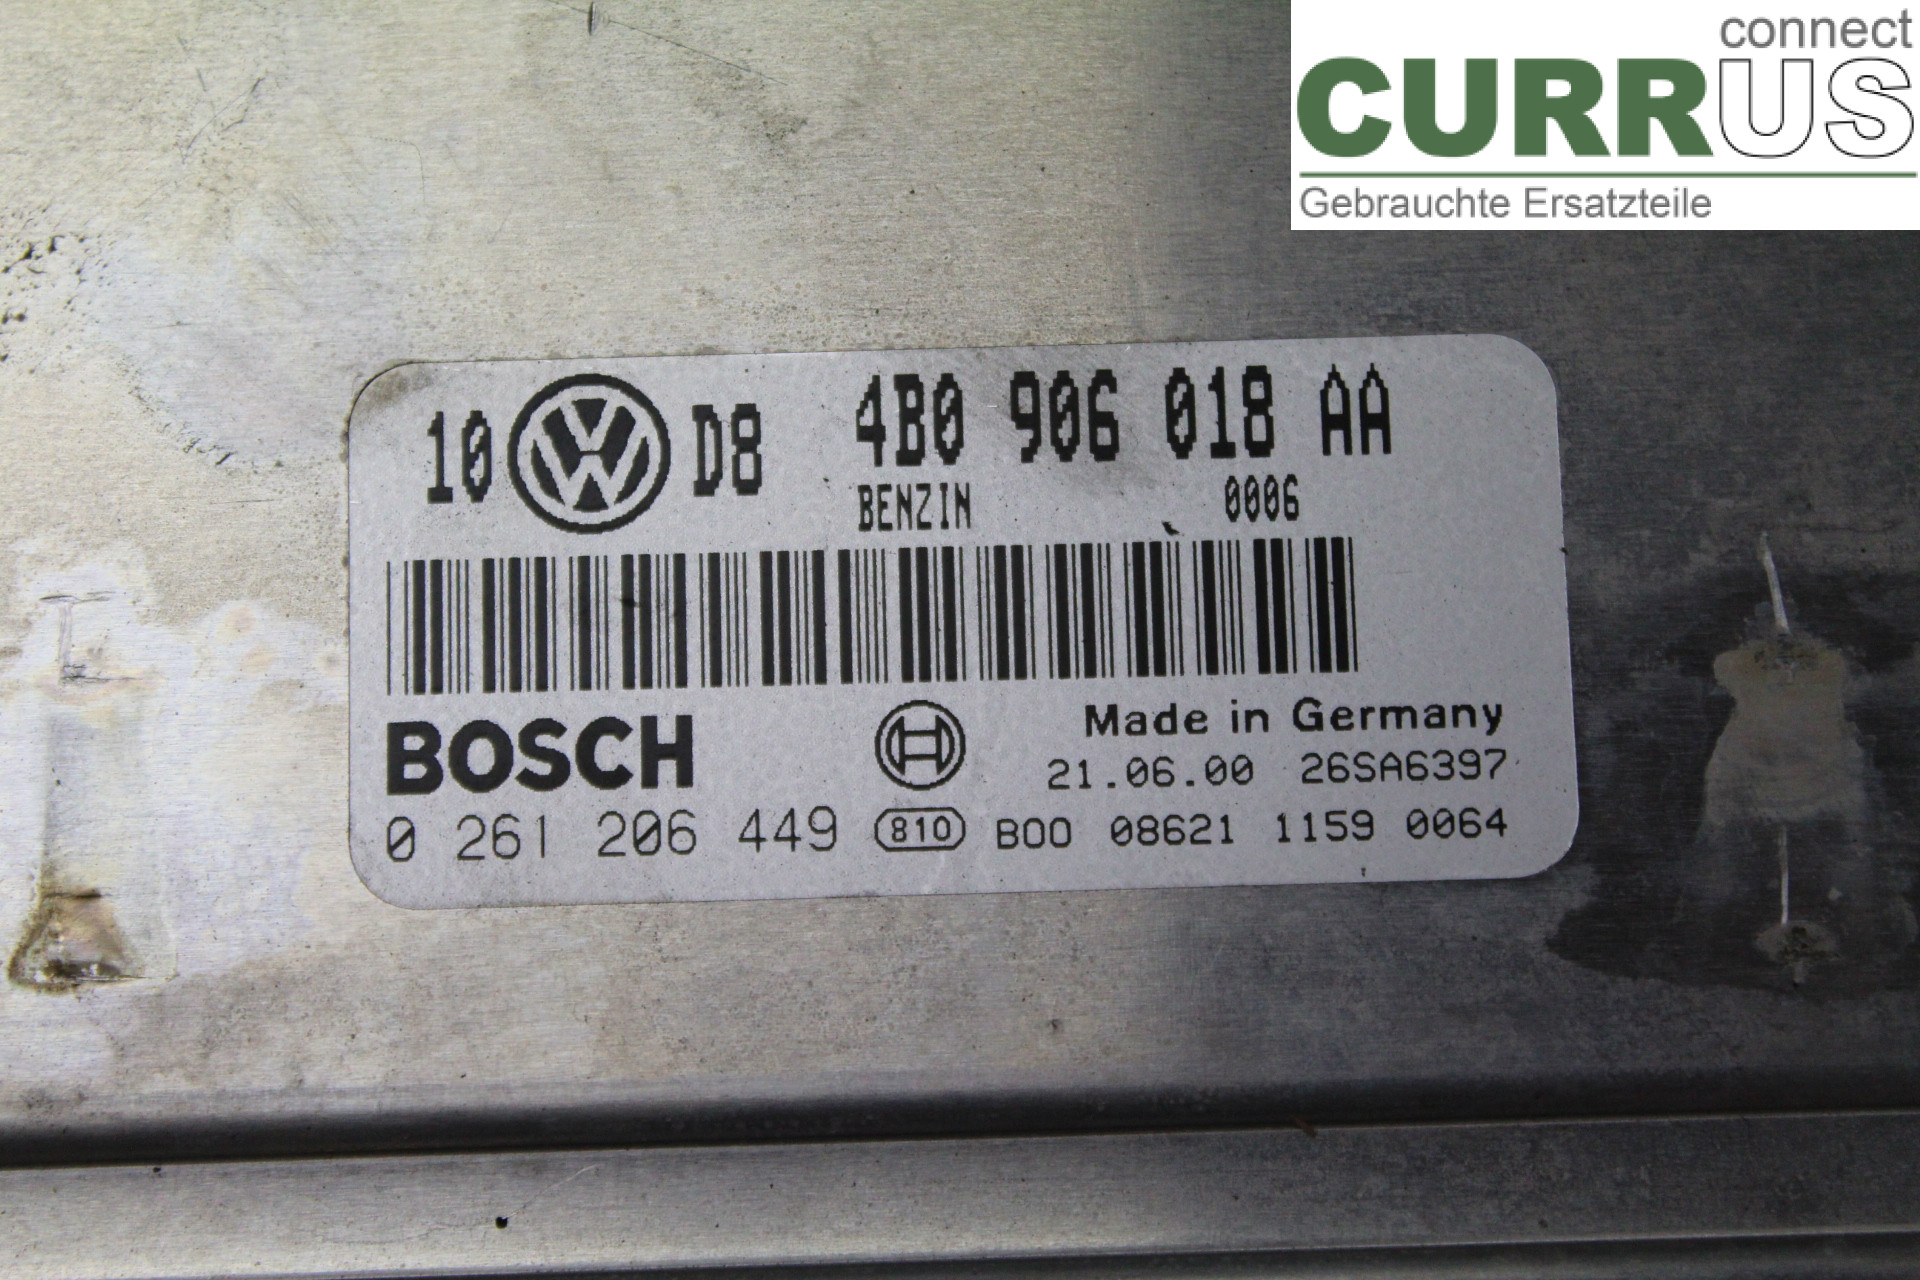 connect
CURRUS
Gebrauchte Ersatzteile
10 D8 4B0 906 018 AA
BENZIN 0006
BOSCH Made in Germany
21.06.00 26SA6397
0 261 206 449 810 B00 08621 1159 0064